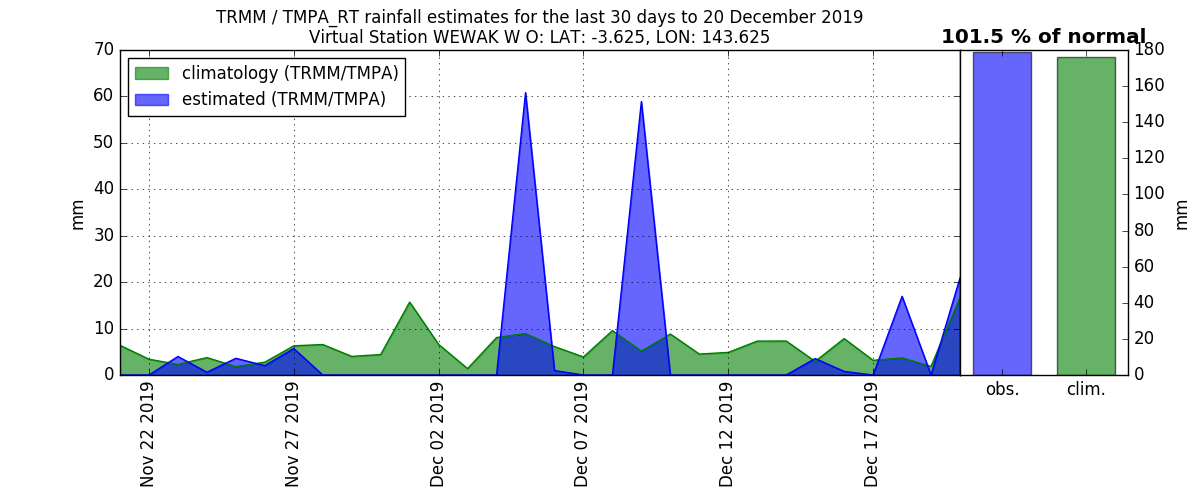 TRMM / TMPA_RT rainfall estimates for the last 30 days to 20 December 2019
Virtual Station WEWAK W O: LAT: -3.625, LON: 143.625
101.5 % of normal
climatology (TRMM/TMPA)
estimated (TRMM/TMPA)
70
60
50
40
30
20
10
0
mm
Nov 22 2019
Nov 27 2019
Dec 02 2019
Dec 07 2019
Dec 12 2019
Dec 17 2019
180
160
140
120
100
80
60
40
20
0
mm
obs.
clim.